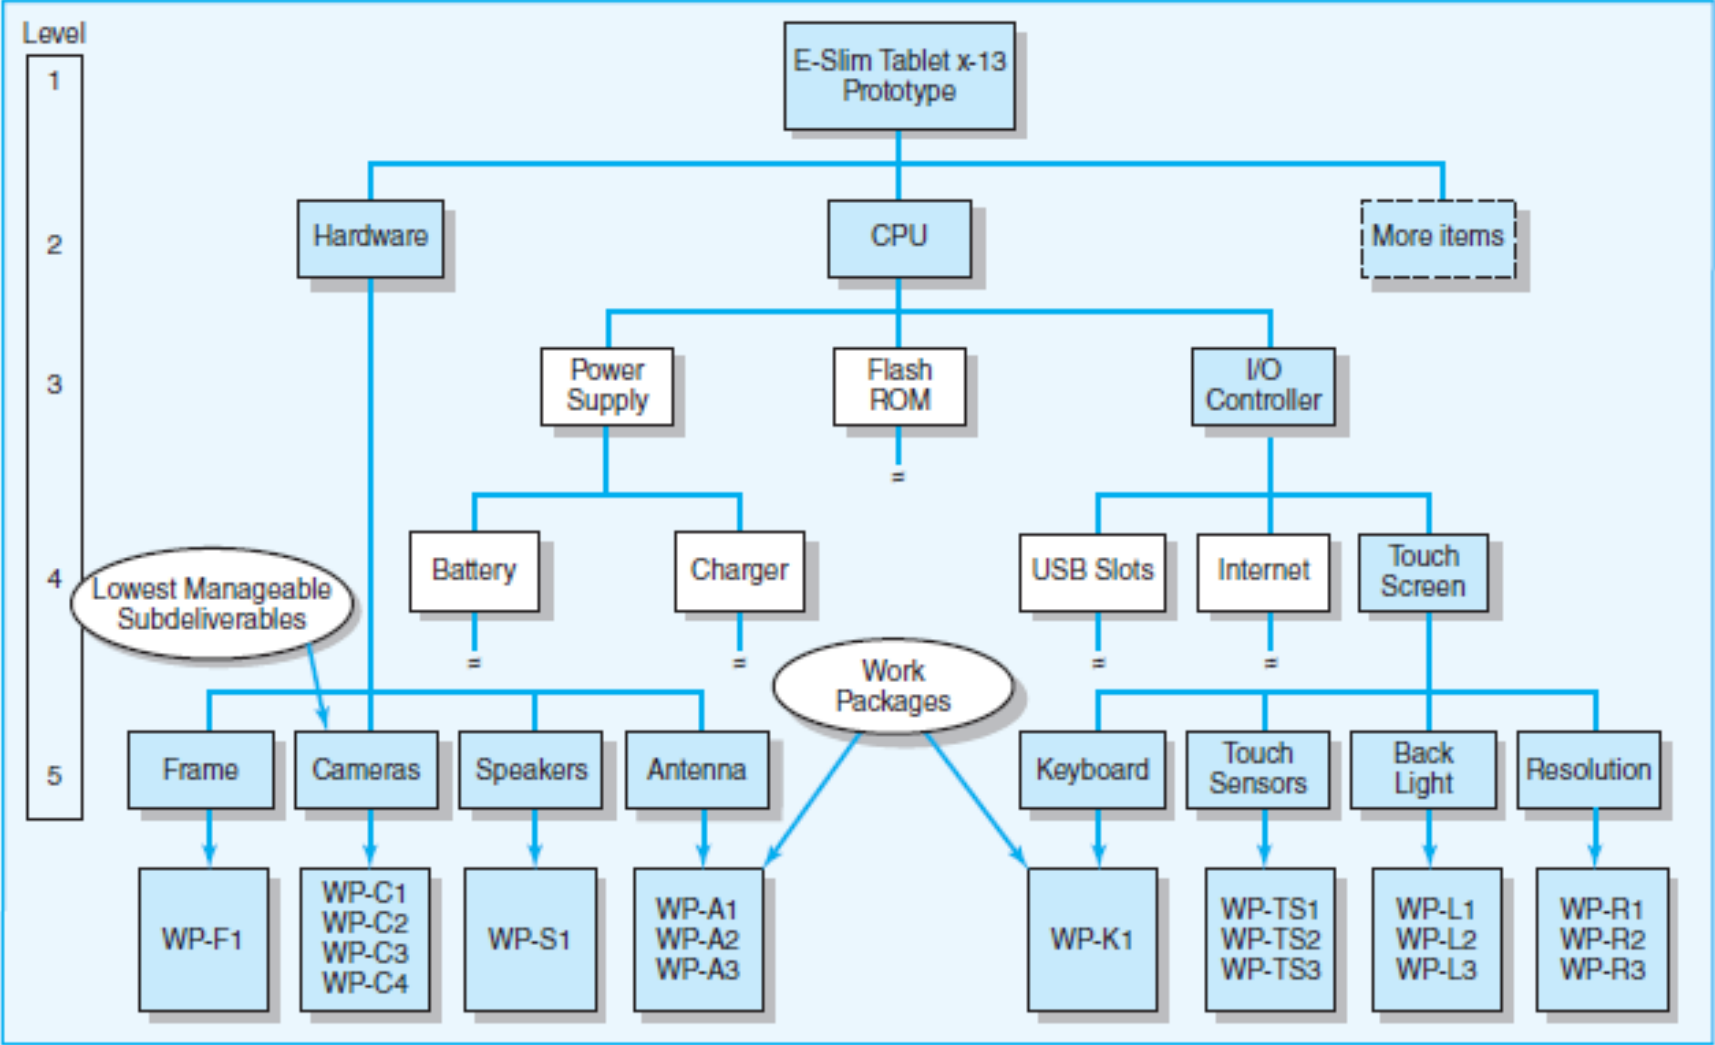 Level
1
E-Slim Tablet x-13
Prototype
2
Hardware
CPU
More items
3
Power
Supply
Flash
ROM
I/O
Controller
=
4
Lowest Manageable
Subdeliverables
Battery
Charger
USB Slots
Internet
Touch
Screen
=
=
=
=
Work
Packages
5
Frame
Cameras
Speakers
Antenna
Keyboard
Touch
Sensors
Back
Light
Resolution
WP-F1
WP-C1
WP-C2
WP-C3
WP-C4
WP-S1
WP-A1
WP-A2
WP-A3
WP-K1
WP-TS1
WP-TS2
WP-TS3
WP-L1
WP-L2
WP-L3
WP-R1
WP-R2
WP-R3